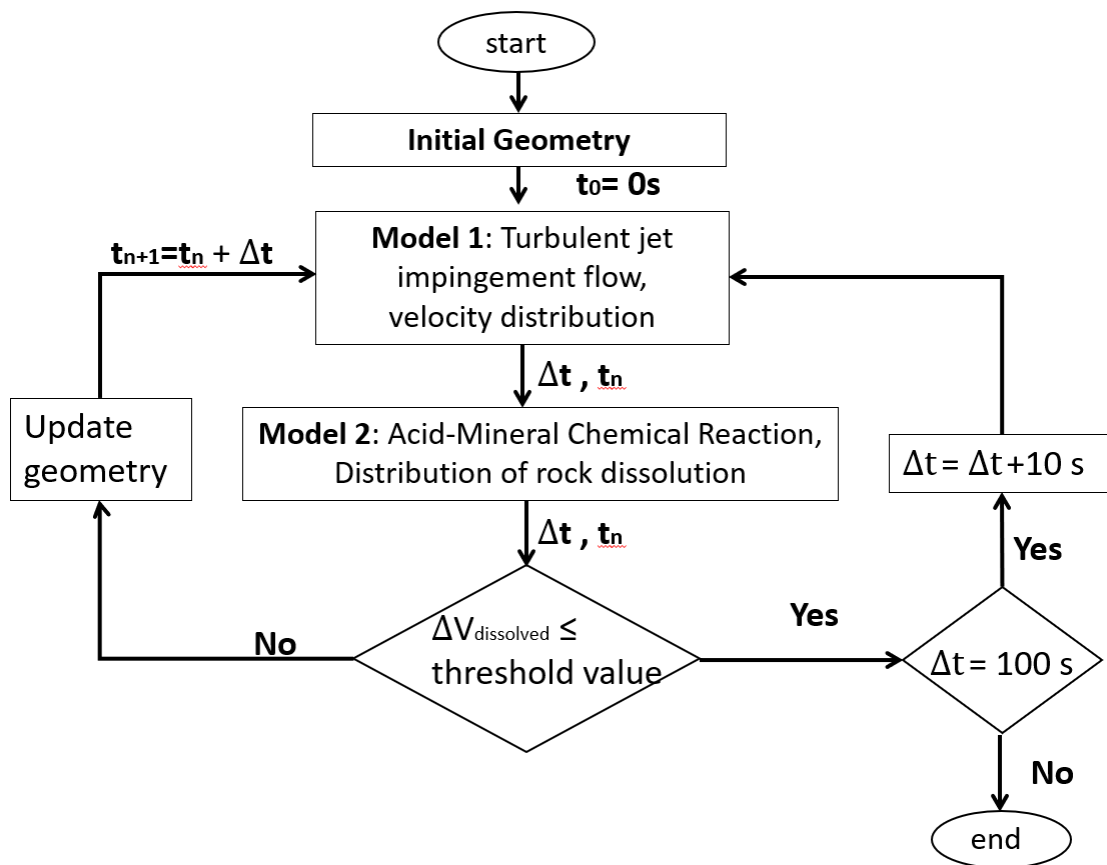 start
Initial Geometry
t0= 0s
Model 1: Turbulent jet
impingement flow,
velocity distribution
tn+1=tn + Δt
Δt , tn
Update
geometry
Model 2: Acid-Mineral Chemical Reaction,
Distribution of rock dissolution
Δt = Δt +10 s
Δt , tn
Yes
No
ΔVdissolved ≤
threshold value
Yes
Δt = 100 s
No
end